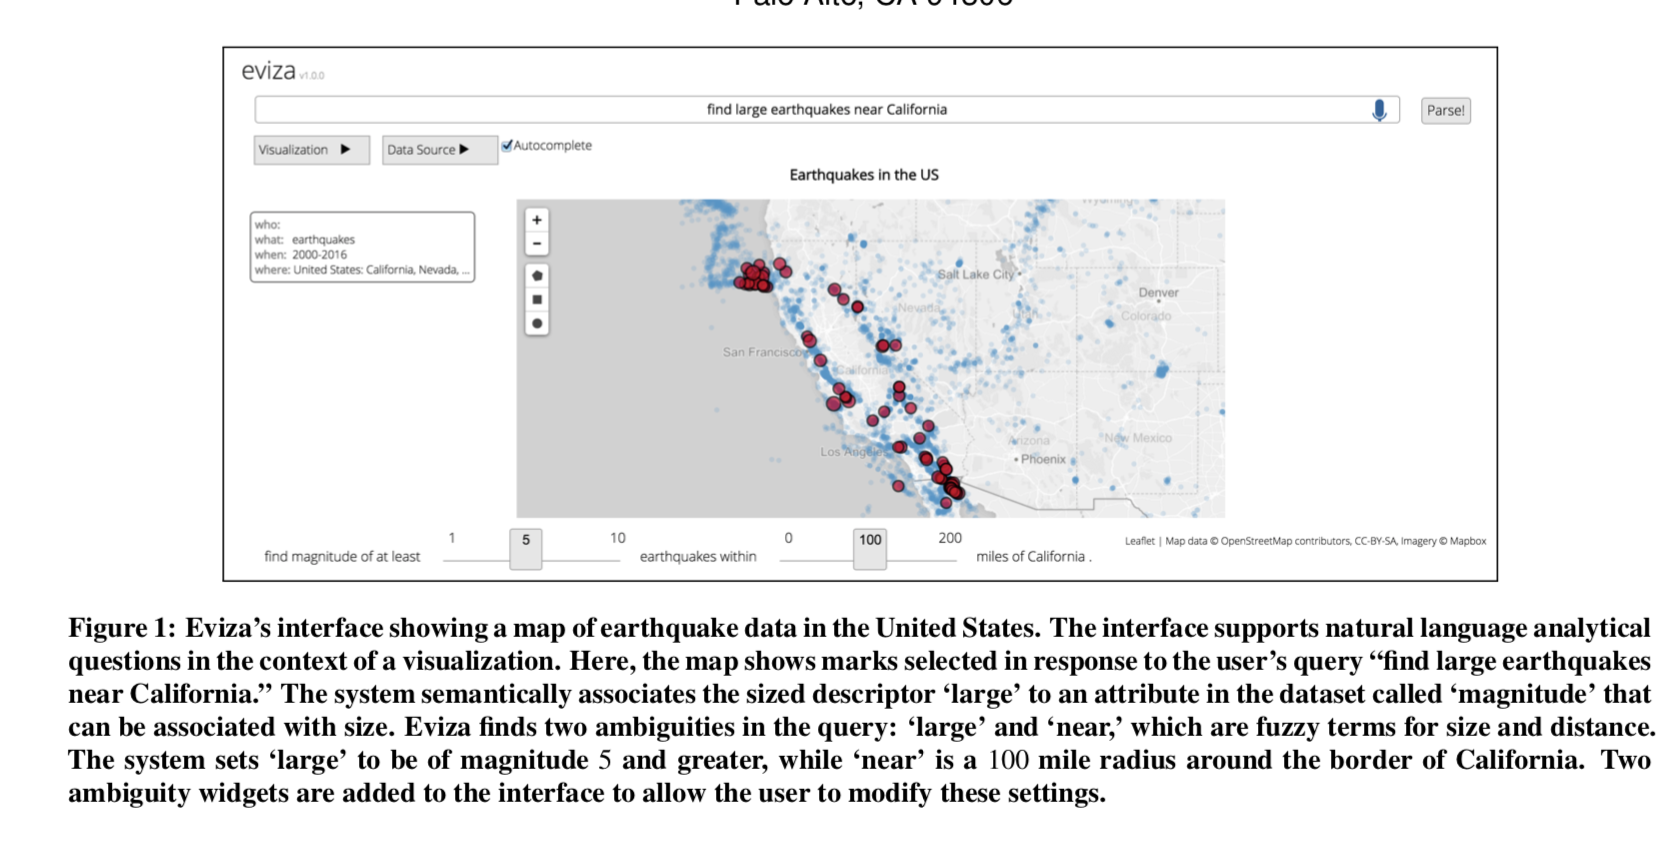 Palo Alto, CA 94306
eviza v1.0.0
find large earthquakes near California
Parse!
Visualization
Data Source
Autocomplete
Earthquakes in the US
who:
what: earthquakes
when: 2000-2016
where: United States: California, Nevada, ...
+
−
Wyoming
Salt Lake City
Denver
Nevada
Utah
Colorado
San Francisco
California
Arizona
New Mexico
Los Angeles
Phoenix
1 5 10 0 100 200
find magnitude of at least earthquakes within miles of California .
Leaflet | Map data © OpenStreetMap contributors, CC-BY-SA, Imagery © Mapbox
Figure 1: Eviza’s interface showing a map of earthquake data in the United States. The interface supports natural language analytical
questions in the context of a visualization. Here, the map shows marks selected in response to the user’s query “find large earthquakes
near California.” The system semantically associates the sized descriptor ‘large’ to an attribute in the dataset called ‘magnitude’ that
can be associated with size. Eviza finds two ambiguities in the query: ‘large’ and ‘near,’ which are fuzzy terms for size and distance.
The system sets ‘large’ to be of magnitude 5 and greater, while ‘near’ is a 100 mile radius around the border of California. Two
ambiguity widgets are added to the interface to allow the user to modify these settings.